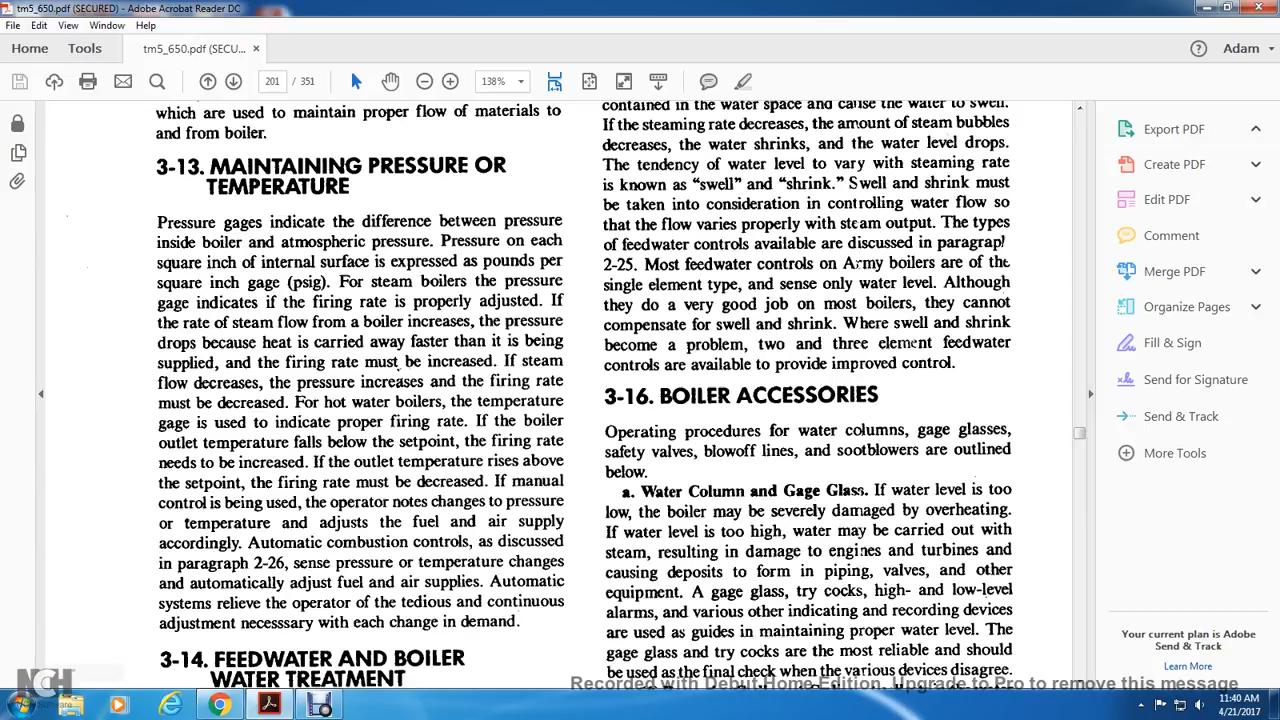 tm5_650.pdf (SECURED) - Adobe Acrobat Reader DC
File Edit View Window Help
Home Tools tm5_650.pdf (SECU... × Adam
201 / 351 138%
which are used to maintain proper flow of materials to
and from boiler.
3-13. MAINTAINING PRESSURE OR
TEMPERATURE
Pressure gages indicate the difference between pressure
inside boiler and atmospheric pressure. Pressure on each
square inch of internal surface is expressed as pounds per
square inch gage (psig). For steam boilers the pressure
gage indicates if the firing rate is properly adjusted. If
the rate of steam flow from a boiler increases, the pressure
drops because heat is carried away faster than it is being
supplied, and the firing rate must be increased. If steam
flow decreases, the pressure increases and the firing rate
must be decreased. For hot water boilers, the temperature
gage is used to indicate proper firing rate. If the boiler
outlet temperature falls below the setpoint, the firing rate
needs to be increased. If the outlet temperature rises above
the setpoint, the firing rate must be decreased. If manual
control is being used, the operator notes changes to pressure
or temperature and adjusts the fuel and air supply
accordingly. Automatic combustion controls, as discussed
in paragraph 2-26, sense pressure or temperature changes
and automatically adjust fuel and air supplies. Automatic
systems relieve the operator of the tedious and continuous
adjustment necesssary with each change in demand.
3-14. FEEDWATER AND BOILER
WATER TREATMENT
contained in the water space and cause the water to swell.
If the steaming rate decreases, the amount of steam bubbles
decreases, the water shrinks, and the water level drops.
The tendency of water level to vary with steaming rate
is known as “swell” and “shrink.” Swell and shrink must
be taken into consideration in controlling water flow so
that the flow varies properly with steam output. The types
of feedwater controls available are discussed in paragraph
2-25. Most feedwater controls on Army boilers are of the
single element type, and sense only water level. Although
they do a very good job on most boilers, they cannot
compensate for swell and shrink. Where swell and shrink
become a problem, two and three element feedwater
controls are available to provide improved control.
3-16. BOILER ACCESSORIES
Operating procedures for water columns, gage glasses,
safety valves, blowoff lines, and sootblowers are outlined
below.
a. Water Column and Gage Glass. If water level is too
low, the boiler may be severely damaged by overheating.
If water level is too high, water may be carried out with
steam, resulting in damage to engines and turbines and
causing deposits to form in piping, valves, and other
equipment. A gage glass, try cocks, high- and low-level
alarms, and various other indicating and recording devices
are used as guides in maintaining proper water level. The
gage glass and try cocks are the most reliable and should
be used as the final check when the various devices disagree.
Export PDF
Create PDF
Edit PDF
Comment
Merge PDF
Organize Pages
Fill & Sign
Send for Signature
Send & Track
More Tools
Your current plan is Adobe
Send & Track
Learn More
NCH
Software
Recorded with Debut Home Edition. Upgrade to Pro to remove this message
11:40 AM
4/21/2017